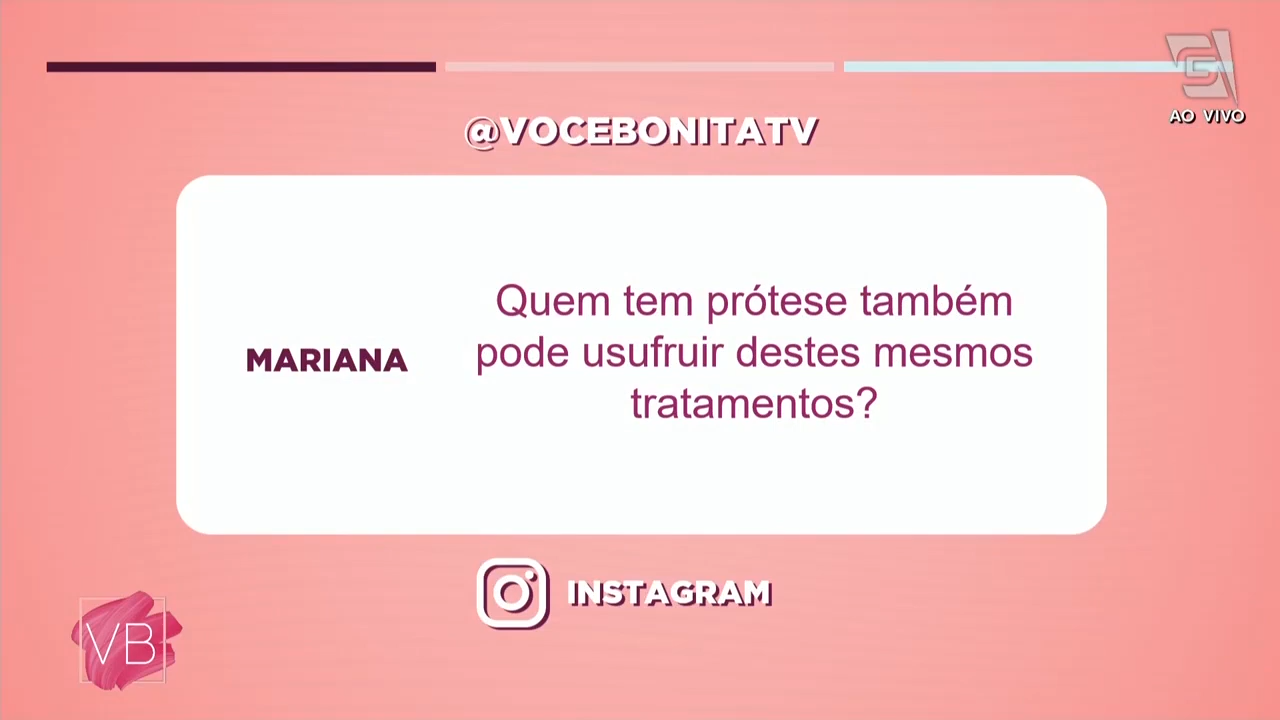 AO VIVO
@VOCEBONITATV
MARIANA
Quem tem prótese também
pode usufruir destes mesmos
tratamentos?
INSTAGRAM
VB